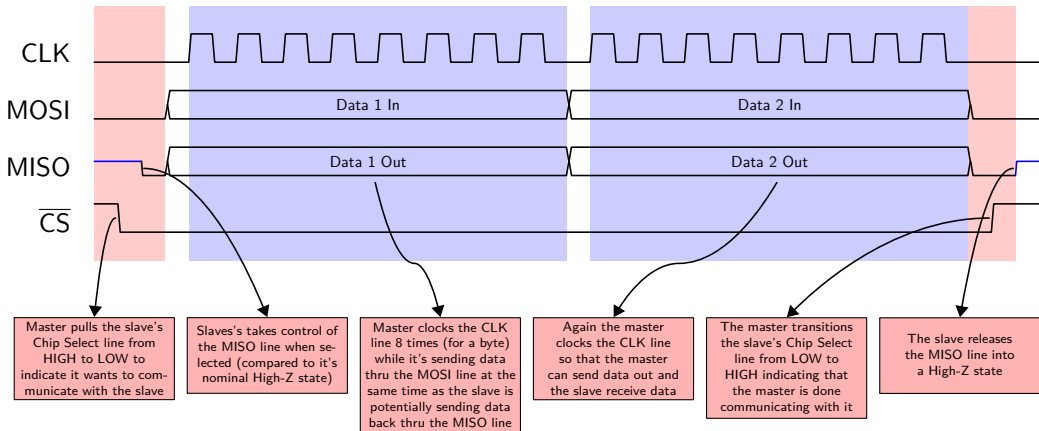 CLK
MOSI
Data 1 In
Data 2 In
MISO
Data 1 Out
Data 2 Out
CS
Master pulls the slave's
Chip Select line from
HIGH to LOW to
indicate it wants to com-
municate with the slave
Slaves's takes control of
the MISO line when se-
lected (compared to it's
nominal High-Z state)
Master clocks the CLK
line 8 times (for a byte)
while it's sending data
thru the MOSI line at the
same time as the slave is
potentially sending data
back thru the MISO line
Again the master
clocks the CLK line
so that the master
can send data out and
the slave receive data
The master transitions
the slave's Chip Select
line from LOW to
HIGH indicating that
the master is done
communicating with it
The slave releases
the MISO line into
a High-Z state